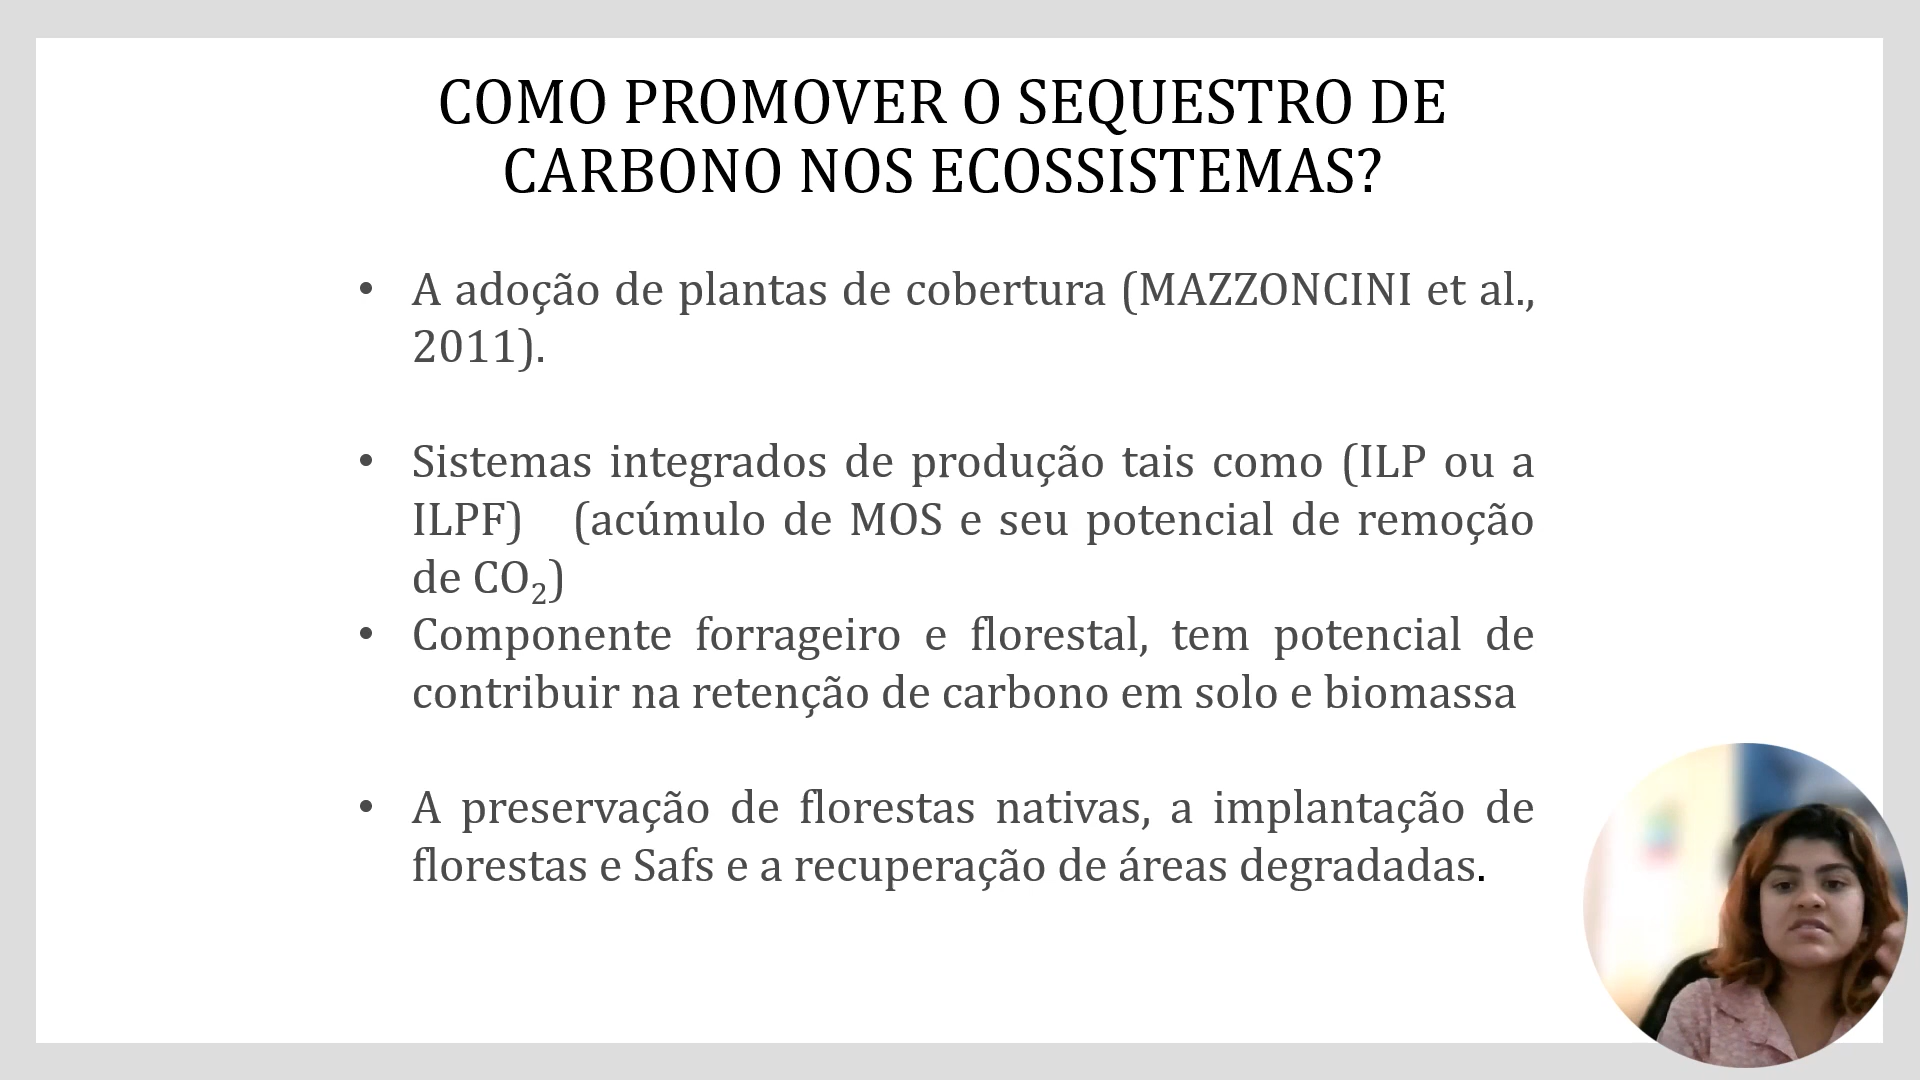 COMO PROMOVER O SEQUESTRO DE
CARBONO NOS ECOSSISTEMAS?
• A adoção de plantas de cobertura (MAZZONCINI et al.,
2011).
• Sistemas integrados de produção tais como (ILP ou a
ILPF) (acúmulo de MOS e seu potencial de remoção
de CO₂)
• Componente forrageiro e florestal, tem potencial de
contribuir na retenção de carbono em solo e biomassa
• A preservação de florestas nativas, a implantação de
florestas e Safs e a recuperação de áreas degradadas.